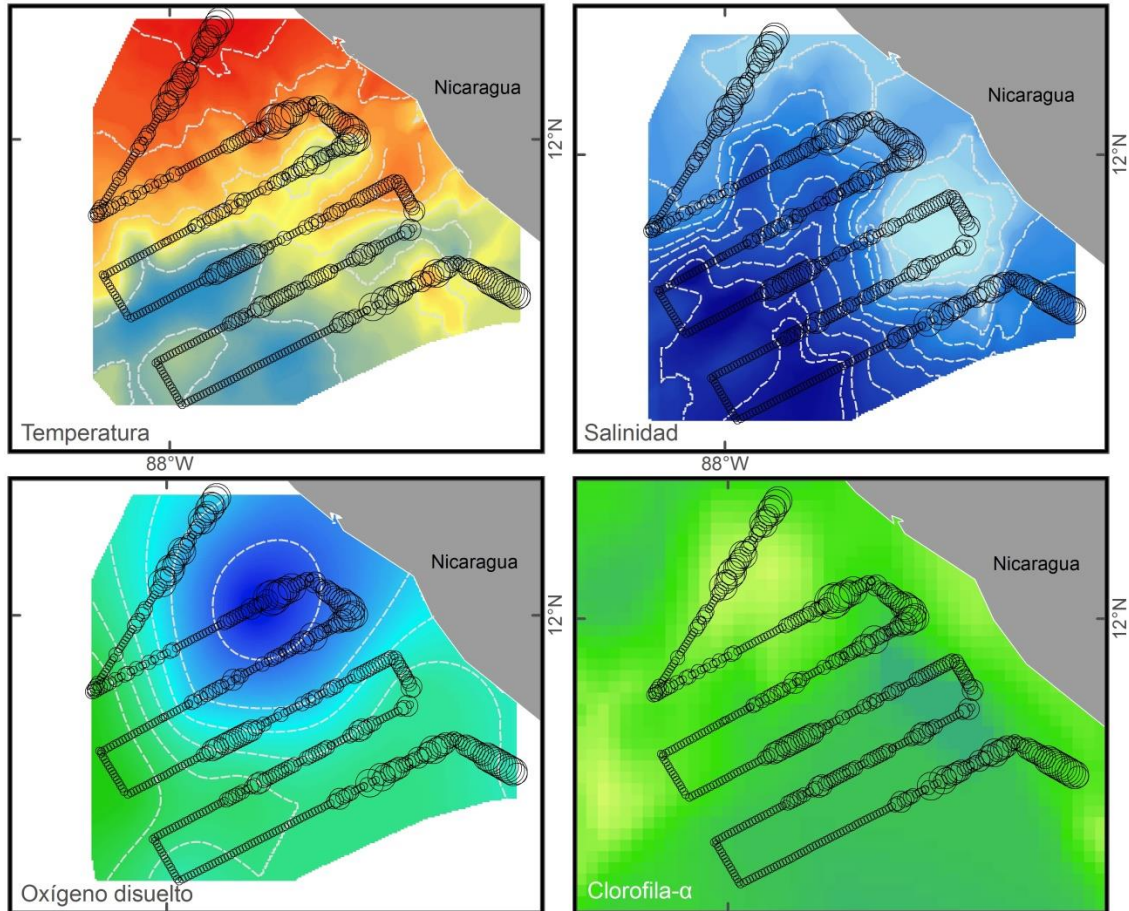 Nicaragua
12°N
Temperatura
88°W
Nicaragua
12°N
Salinidad
88°W
Nicaragua
12°N
Oxígeno disuelto
Nicaragua
12°N
Clorofila-α